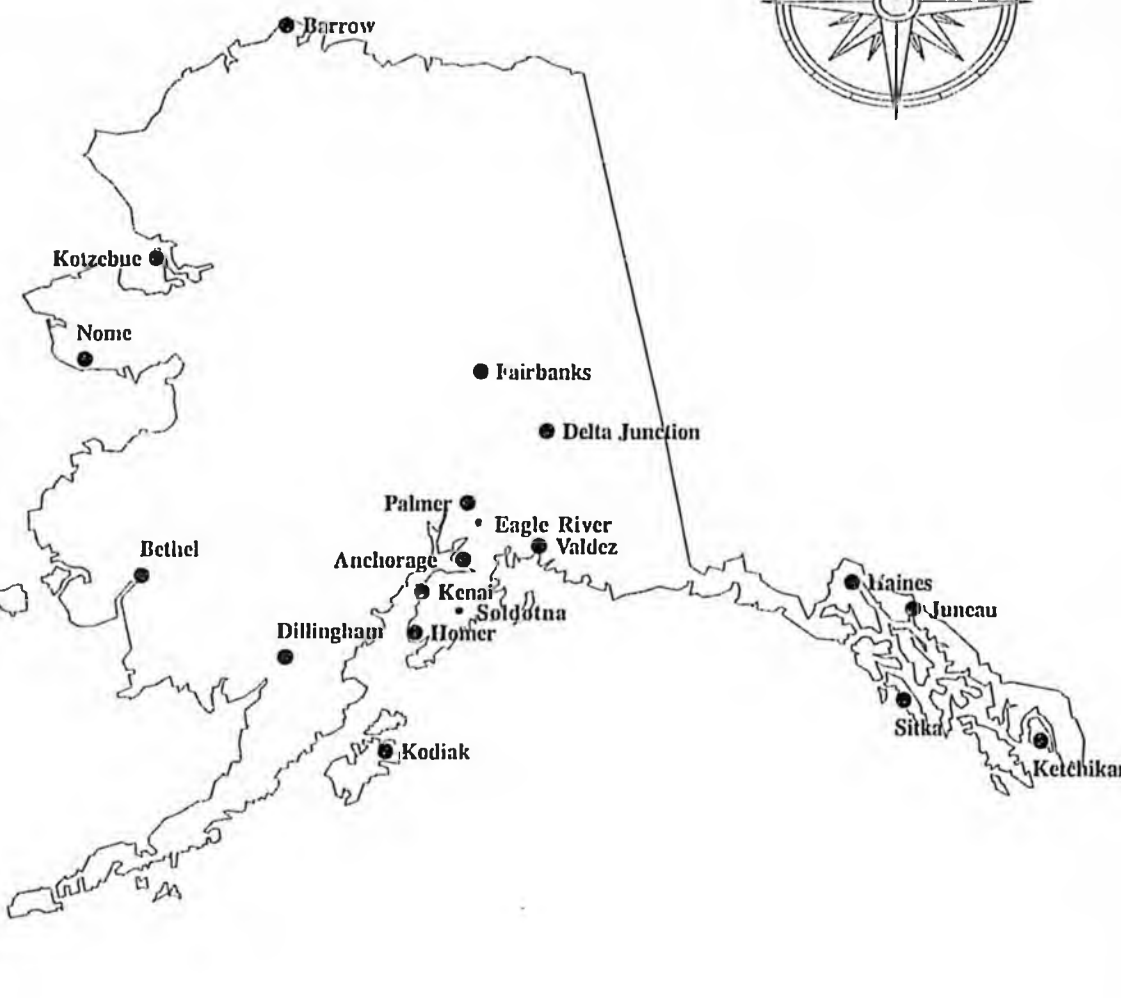 Barrow
Kotzebue
Nome
Fairbanks
Delta Junction
Palmer
Eagle River
Valdez
Anchorage
Bethel
Kenai
Haines
Soldotna
Juneau
Dillingham
Homer
Sitka
Kodiak
Ketchikan